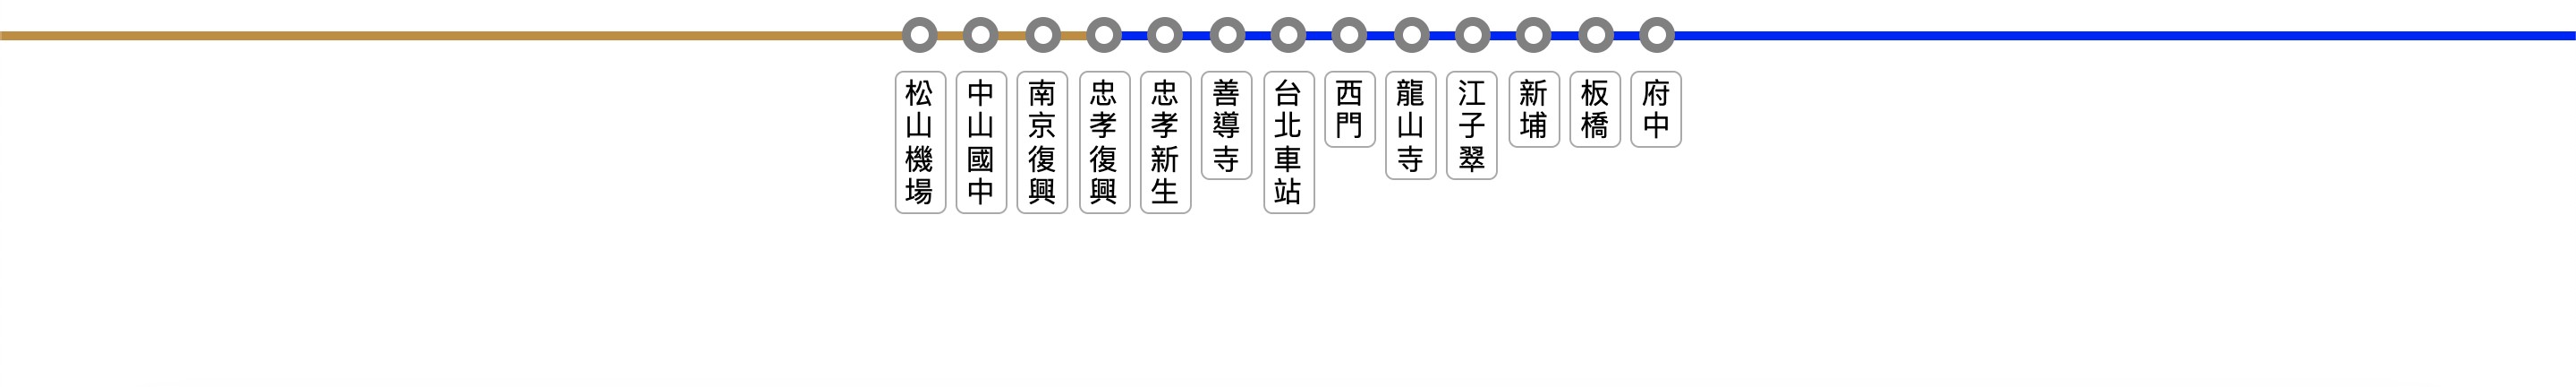 松山機場
中山國中
南京復興
忠孝復興
忠孝新生
善導寺
台北車站
西門
龍山寺
江子翠
新埔
板橋
府中